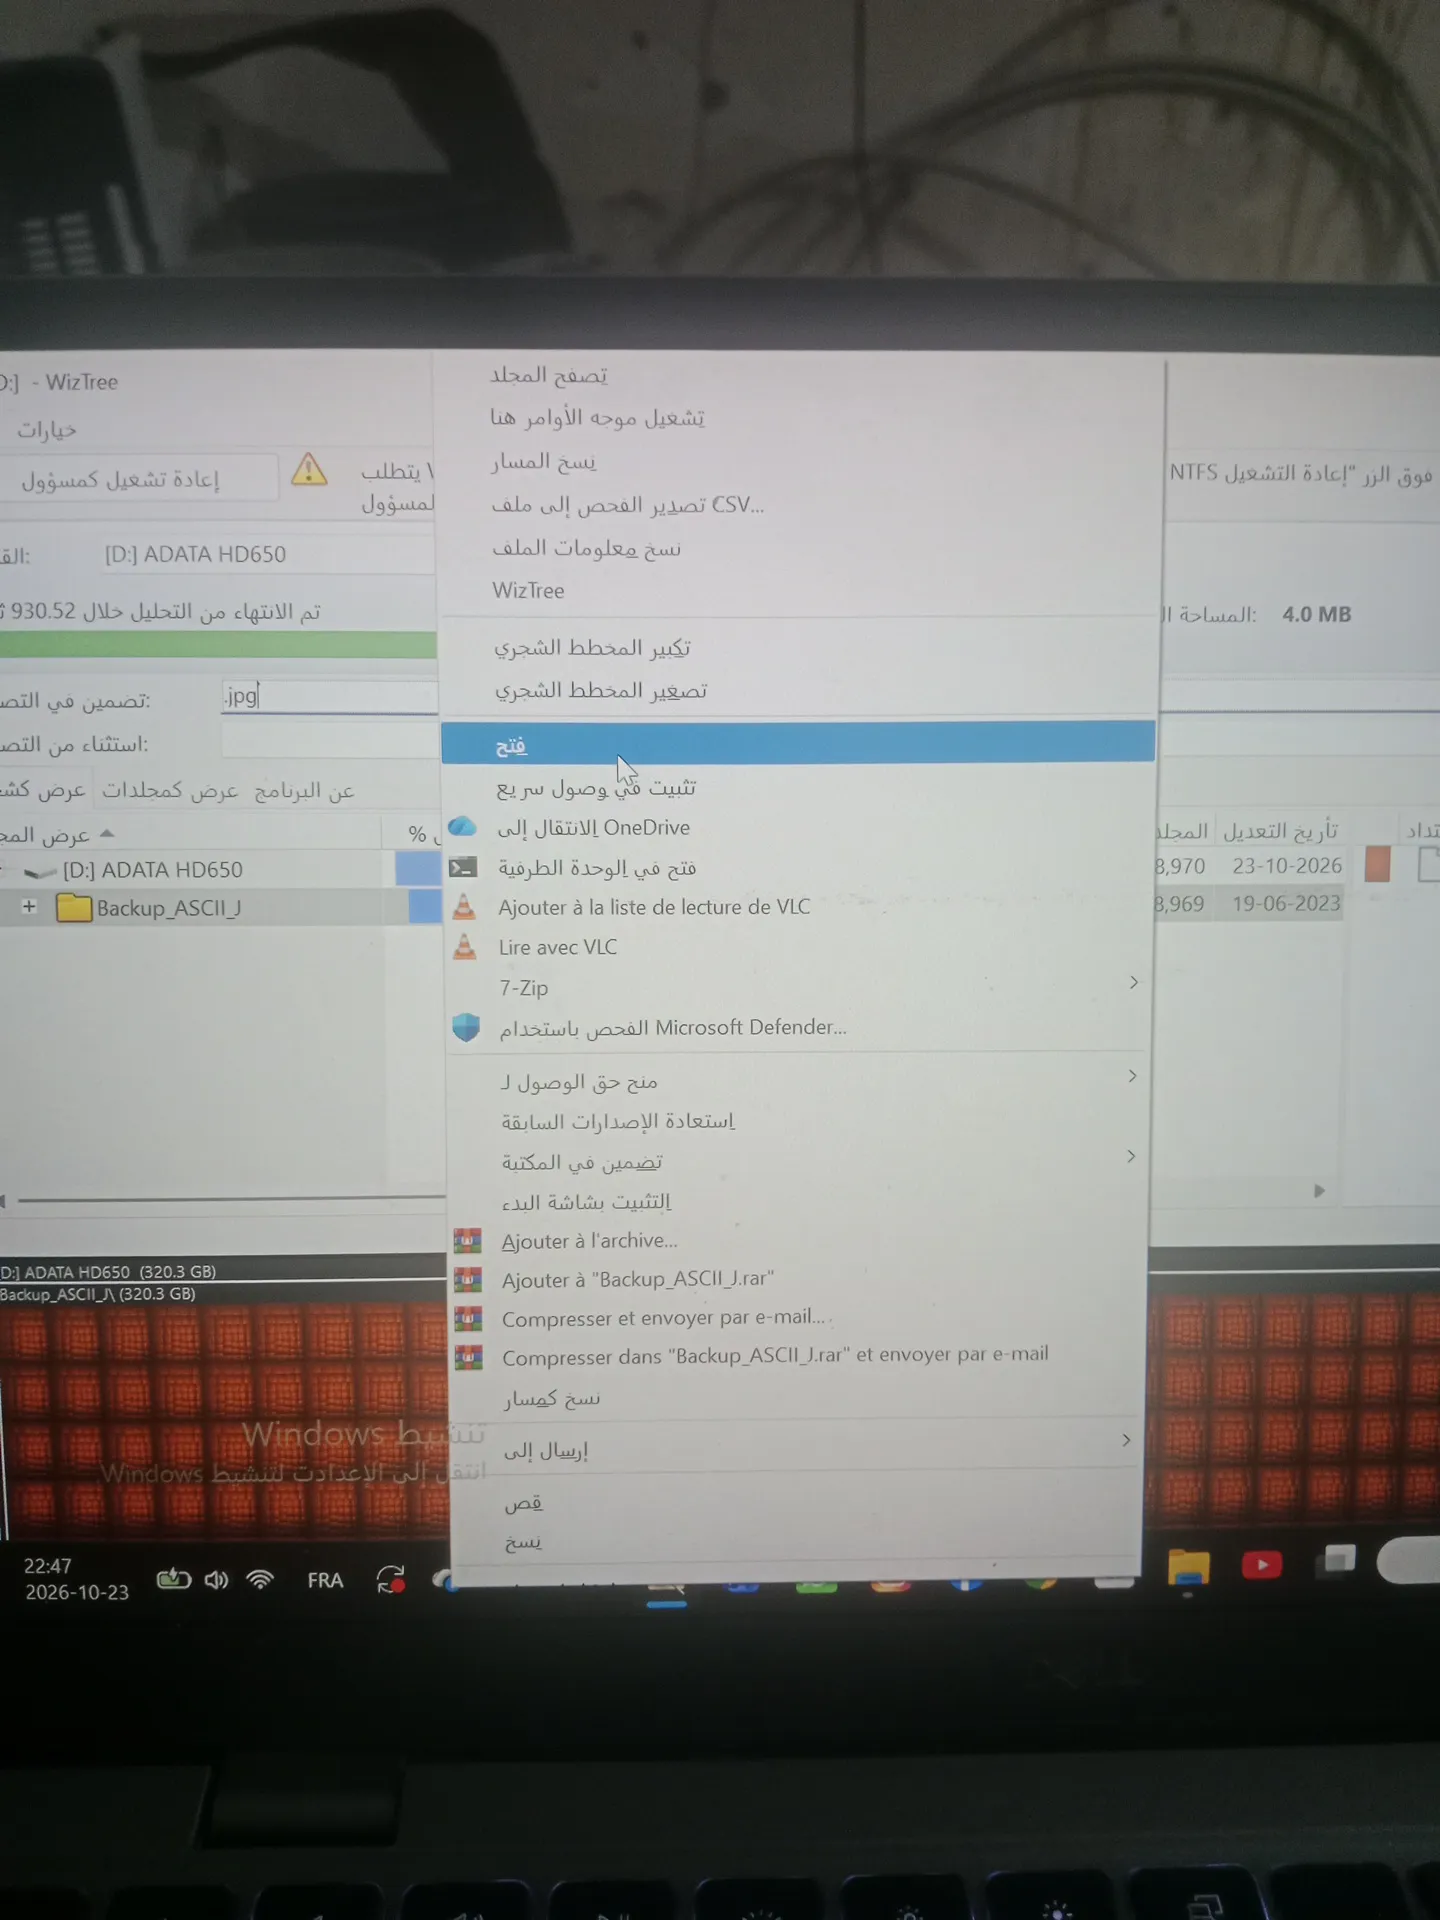 D:] - WizTree
خيارات
إعادة تشغيل كمسؤول
يتطلب
فوق الزر "إعادة التشغيل NTFS
[D:] ADATA HD650
تم الانتهاء من التحليل خلال 930.52
المساحة
4.0 MB
تضمين في
.jpg
استثناء من
عرض كمجلدات
عن البرنامج
عرض
%
تأريخ التعديل
[D:] ADATA HD650
8,970
23-10-2026
Backup_ASCII_J
8,969
19-06-2023
تصفح المجلد
تشغيل موجه الأوامر هنا
نسخ المسار
تصدير الفحص إلى ملف CSV...
نسخ معلومات الملف
WizTree
تكبير المخطط الشجري
تصغير المخطط الشجري
فتح
تثبيت في وصول سريع
الانتقال إلى OneDrive
فتح في الوحدة الطرفية
Ajouter à la liste de lecture de VLC
Lire avec VLC
7-Zip
الفحص باستخدام Microsoft Defender...
منح حق الوصول لـ
استعادة الإصدارات السابقة
تضمين في المكتبة
التثبيت بشاشة البدء
Ajouter à l'archive...
Ajouter à "Backup_ASCII_J.rar"
Compresser et envoyer par e-mail...
Compresser dans "Backup_ASCII_J.rar" et envoyer par e-mail
نسخ كمسار
إرسال إلى
قص
نسخ
D:] ADATA HD650 (320.3 GB)
Backup_ASCII_J\ (320.3 GB)
تنشيط Windows
انتقل إلى الإعدادت لتنشيط Windows
22:47
2026-10-23
FRA